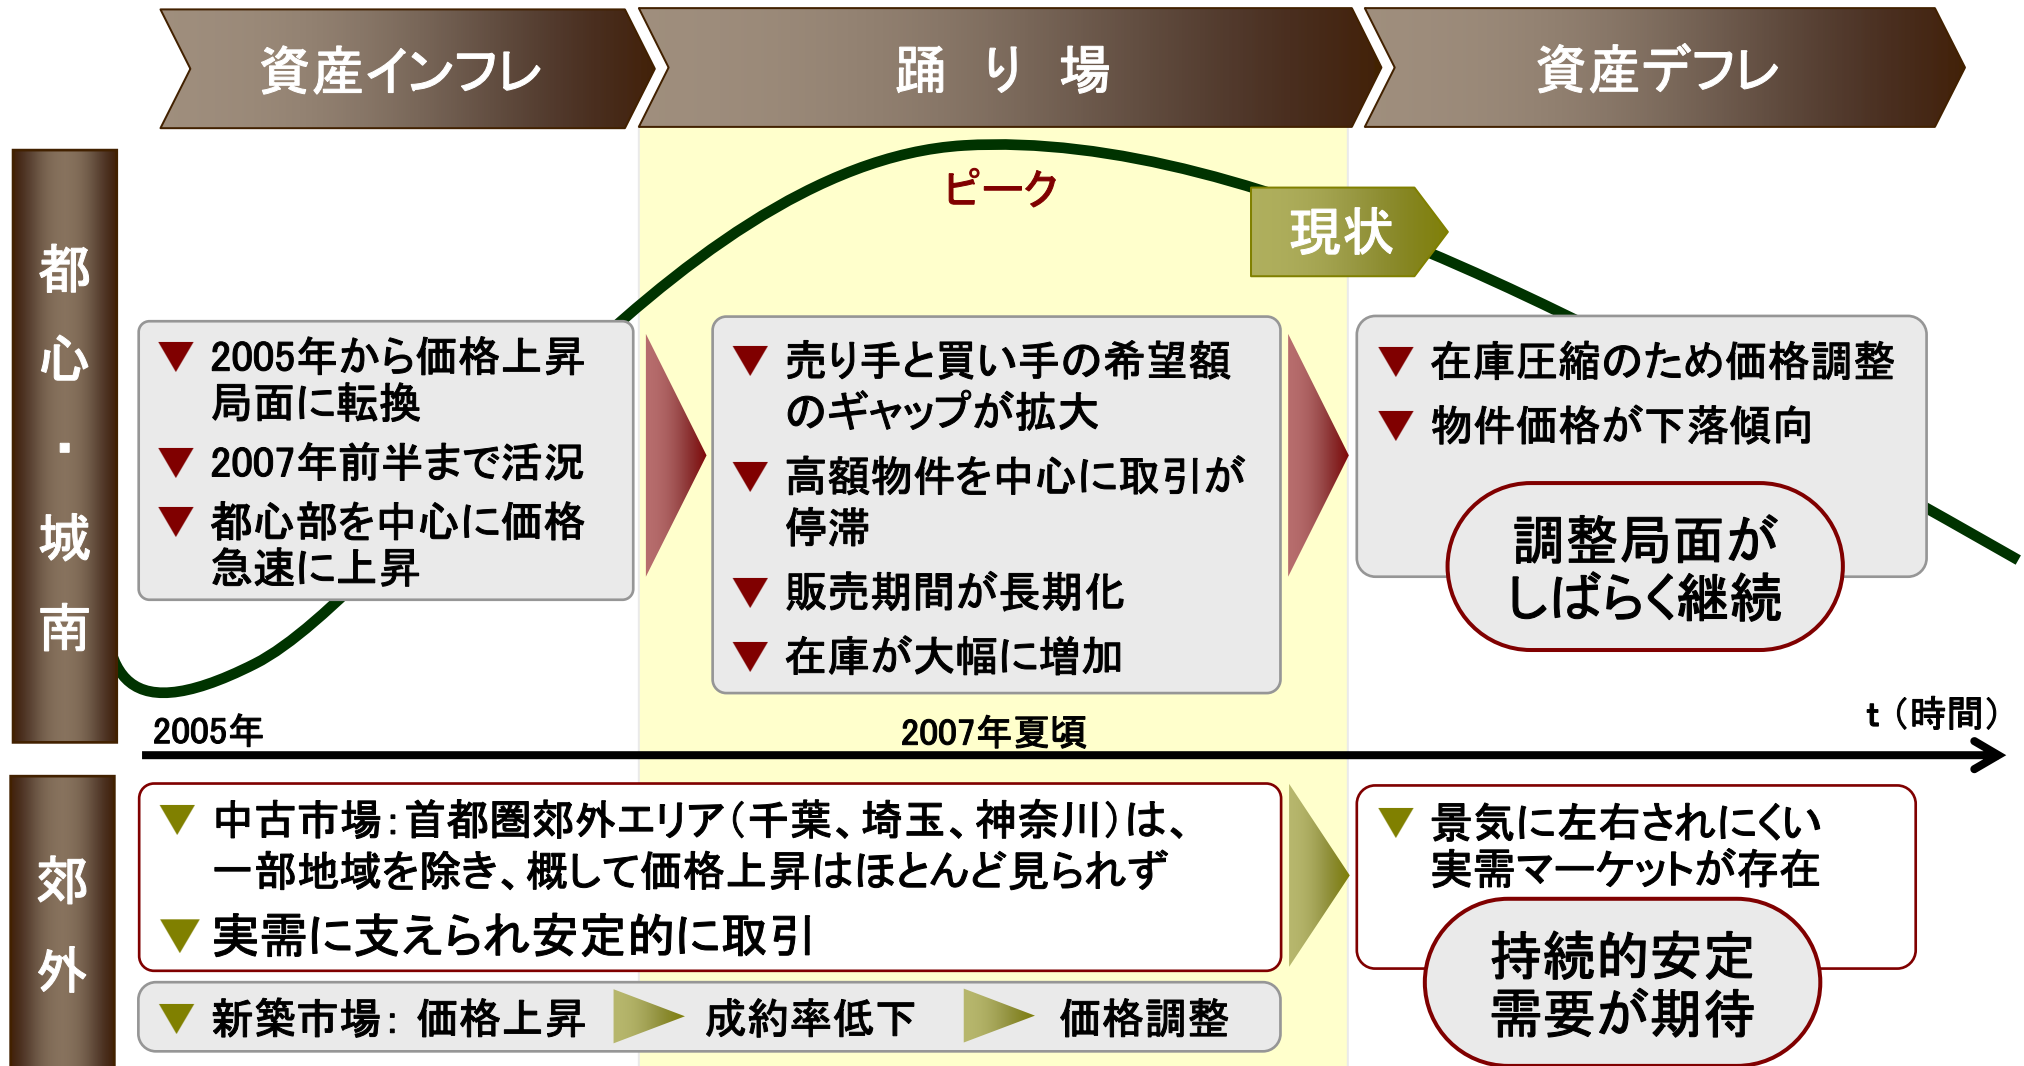 資産インフレ
踊り場
資産デフレ
都心・城南
ピーク
現状
▼ 2005年から価格上昇
局面に転換
▼ 2007年前半まで活況
▼ 都心部を中心に価格
急速に上昇
▼ 売り手と買い手の希望額
のギャップが拡大
▼ 高額物件を中心に取引が
停滞
▼ 販売期間が長期化
▼ 在庫が大幅に増加
▼ 在庫圧縮のため価格調整
▼ 物件価格が下落傾向
調整局面が
しばらく継続
2005年
2007年夏頃
t（時間）
郊外
▼ 中古市場：首都圏郊外エリア（千葉、埼玉、神奈川）は、
一部地域を除き、概して価格上昇はほとんど見られず
▼ 実需に支えられ安定的に取引
▼ 新築市場： 価格上昇 成約率低下 価格調整
▼ 景気に左右されにくい
実需マーケットが存在
持続的安定
需要が期待